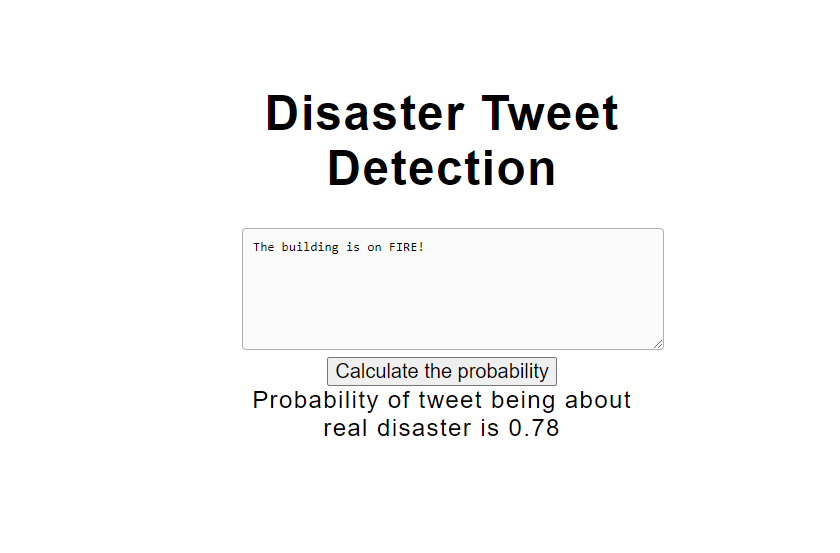 Disaster Tweet
Detection
The building is on FIRE!
Calculate the probability
Probability of tweet being about
real disaster is 0.78